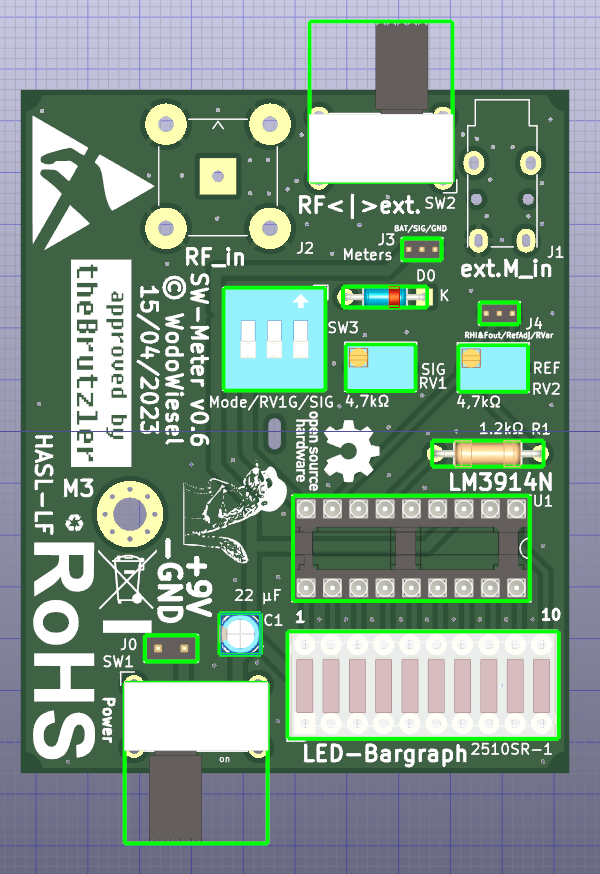 RF<|>ext.
SW2
BAT/SIG/GND
J3
Meters
J2
J1
RF_in
ext.M_in
D0
K
SW3
J4
RHI&Fout/RefAdj/RVar
SIG
RV1
REF
RV2
Mode/RV1G/SIG
4,7kΩ
4,7kΩ
approved by
theBrutzler
SW-Meter v0.6
© WodoWiesel
15/04/2023
open source
hardware
1.2kΩ R1
LM3914N
U1
HASL-LF
M3
RoHS
+9V
-GND
22 µF
C1
1
10
J0
SW1
Power
on
LED-Bargraph
2510SR-1